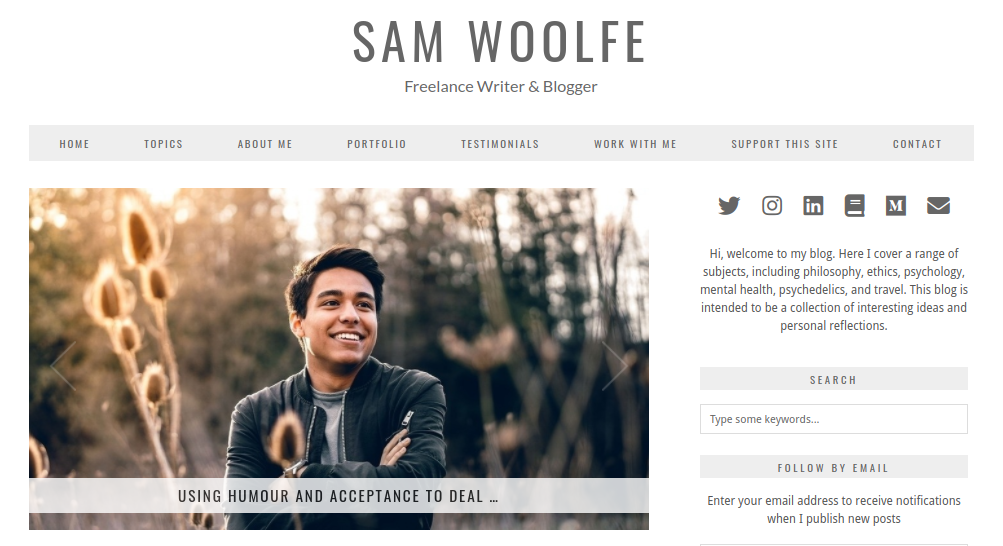 SAM WOOLFE
Freelance Writer & Blogger
HOME TOPICS ABOUT ME PORTFOLIO TESTIMONIALS WORK WITH ME SUPPORT THIS SITE CONTACT
USING HUMOUR AND ACCEPTANCE TO DEAL …
Hi, welcome to my blog. Here I cover a range of
subjects, including philosophy, ethics, psychology,
mental health, psychedelics, and travel. This blog is
intended to be a collection of interesting ideas and
personal reflections.
SEARCH
Type some keywords...
FOLLOW BY EMAIL
Enter your email address to receive notifications
when I publish new posts